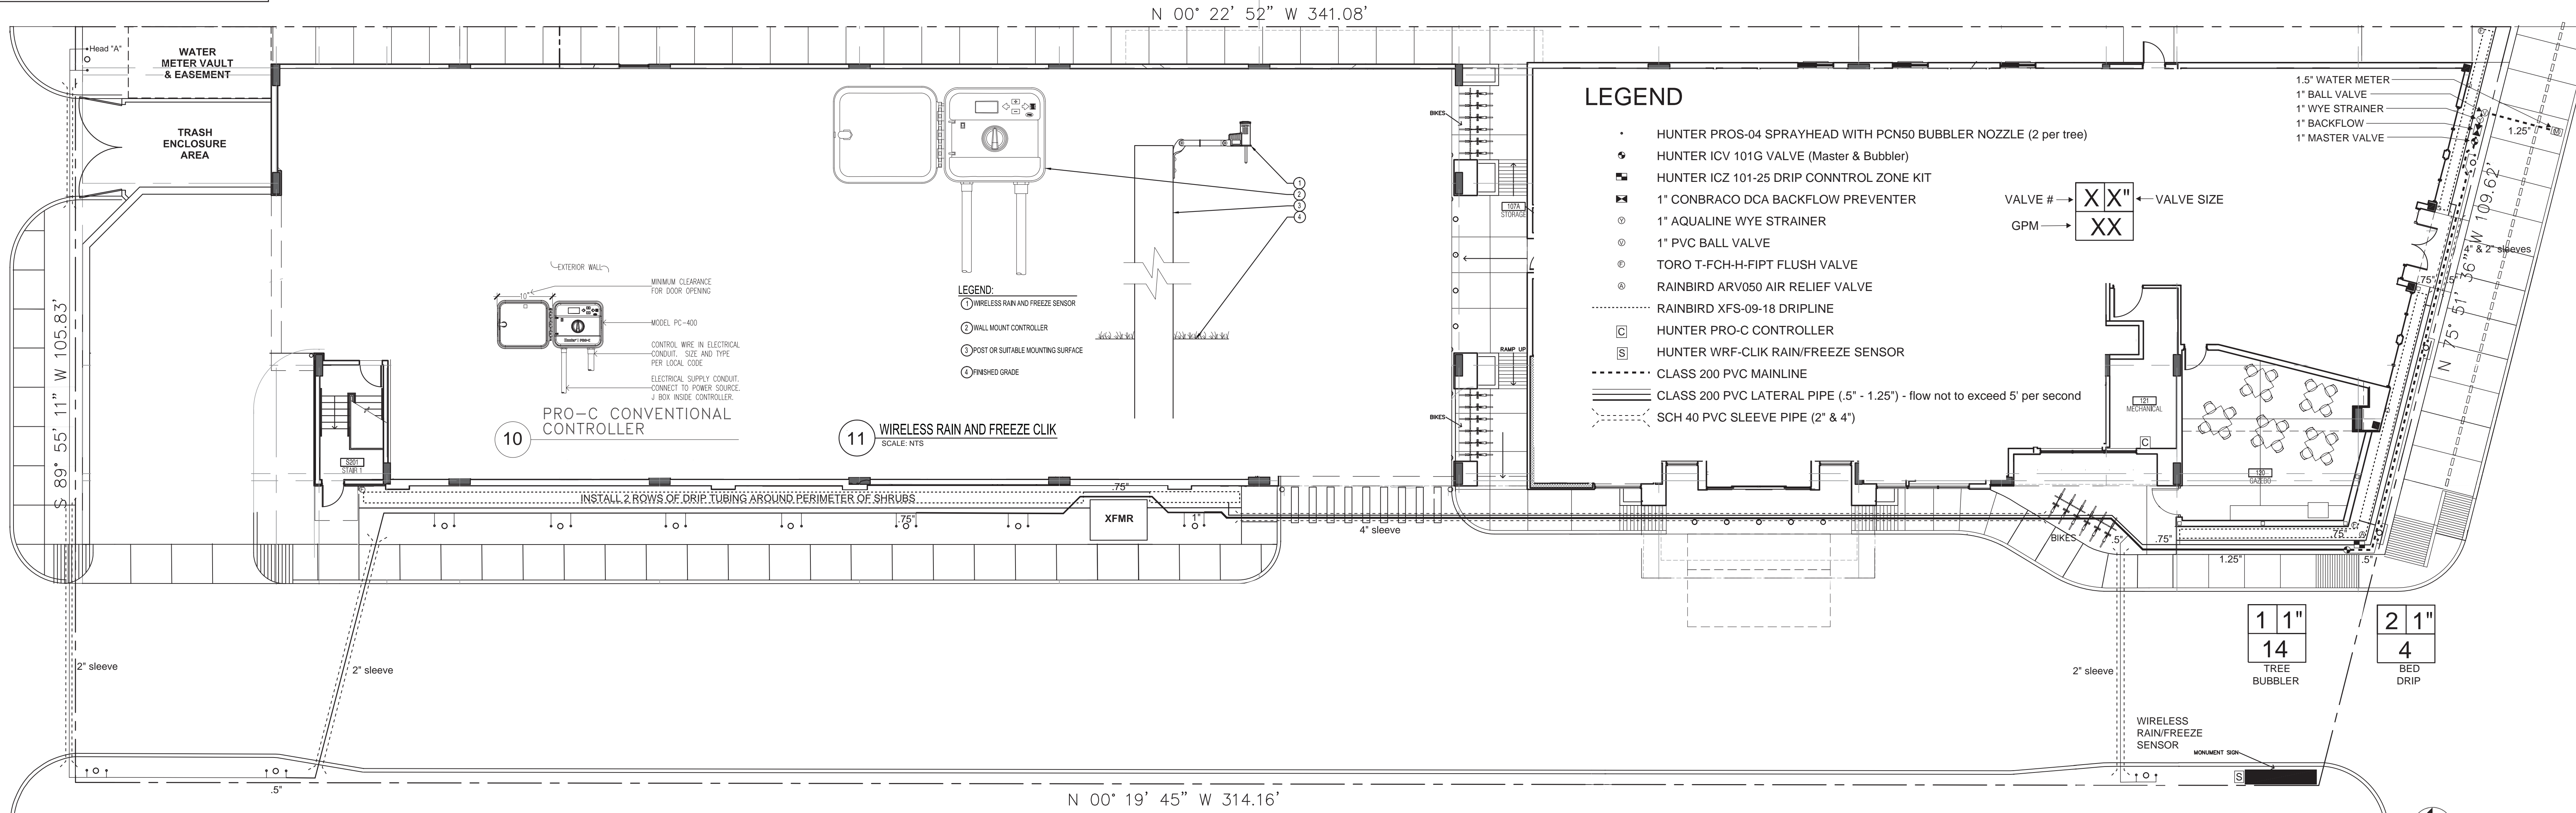 N 00° 22' 52” W 341.08'
Head "A"
WATER
METER VAULT
& EASEMENT
TRASH
ENCLOSURE
AREA
S 89° 55' 11” W 105.83'
EXTERIOR WALL
10"
MINIMUM CLEARANCE
FOR DOOR OPENING
MODEL PC-400
CONTROL WIRE IN ELECTRICAL
CONDUIT. SIZE AND TYPE
PER LOCAL CODE
ELECTRICAL SUPPLY CONDUIT.
CONNECT TO POWER SOURCE.
J BOX INSIDE CONTROLLER.
10
PRO-C CONVENTIONAL
CONTROLLER
1
2
3
4
LEGEND:
1 WIRELESS RAIN AND FREEZE SENSOR
2 WALL MOUNT CONTROLLER
3 POST OR SUITABLE MOUNTING SURFACE
4 FINISHED GRADE
11
WIRELESS RAIN AND FREEZE CLIK
SCALE: NTS
S201
STAIR 1
INSTALL 2 ROWS OF DRIP TUBING AROUND PERIMETER OF SHRUBS
.75"
.75"
XFMR
1"
4" sleeve
BIKES
BIKES
RAMP UP
107A
STORAGE
LEGEND
HUNTER PROS-04 SPRAYHEAD WITH PCN50 BUBBLER NOZZLE (2 per tree)
HUNTER ICV 101G VALVE (Master & Bubbler)
HUNTER ICZ 101-25 DRIP CONNTROL ZONE KIT
1" CONBRACO DCA BACKFLOW PREVENTER
Y 1" AQUALINE WYE STRAINER
V 1" PVC BALL VALVE
F TORO T-FCH-H-FIPT FLUSH VALVE
A RAINBIRD ARV050 AIR RELIEF VALVE
RAINBIRD XFS-09-18 DRIPLINE
C HUNTER PRO-C CONTROLLER
S HUNTER WRF-CLIK RAIN/FREEZE SENSOR
CLASS 200 PVC MAINLINE
CLASS 200 PVC LATERAL PIPE (.5" - 1.25") - flow not to exceed 5' per second
SCH 40 PVC SLEEVE PIPE (2" & 4")
VALVE # X X" VALVE SIZE
GPM XX
1.5" WATER METER
1" BALL VALVE
1" WYE STRAINER
1" BACKFLOW
1" MASTER VALVE
1.25"
M
N 75° 51' 36” W 109.62'
4" & 2" sleeves
.75"
.5"
121
MECHANICAL
C
120
GAZEBO
BIKES
.5"
.75"
.75"
1.25"
.5"
1 1"
14
TREE
BUBBLER
2 1"
4
BED
DRIP
2" sleeve
2" sleeve
2" sleeve
WIRELESS
RAIN/FREEZE
SENSOR
MONUMENT SIGN
S
.5"
N 00° 19' 45” W 314.16'